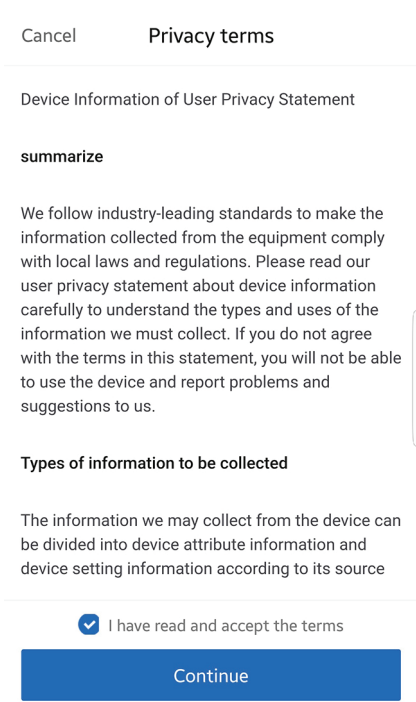 Cancel
Privacy terms
Device Information of User Privacy Statement
summarize
We follow industry-leading standards to make the
information collected from the equipment comply
with local laws and regulations. Please read our
user privacy statement about device information
carefully to understand the types and uses of the
information we must collect. If you do not agree
with the terms in this statement, you will not be able
to use the device and report problems and
suggestions to us.
Types of information to be collected
The information we may collect from the device can
be divided into device attribute information and
device setting information according to its source
I have read and accept the terms
Continue